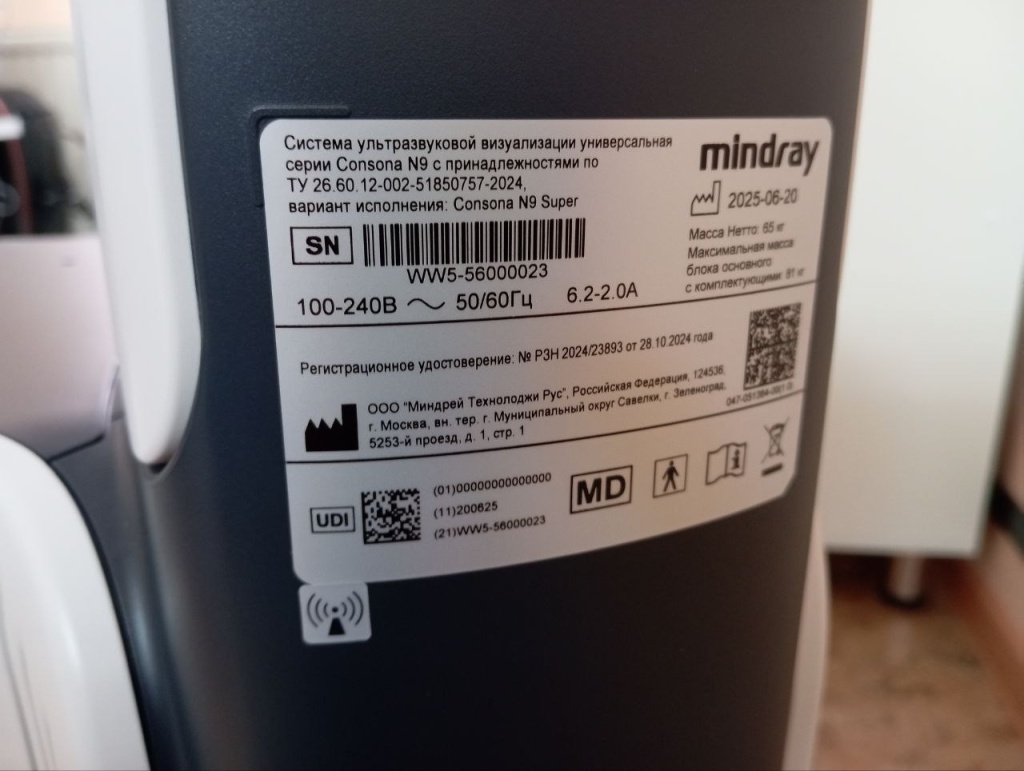 Система ультразвуковой визуализации универсальная
серии Consona N9 с принадлежностями по
ТУ 26.60.12-002-51850757-2024,
вариант исполнения: Consona N9 Super
mindray
2025-06-20
SN
WW5-56000023
Масса Нетто: 65 кг
Максимальная масса
блока основного
с комплектующими: 81 кг
100-240В ~ 50/60Гц 6.2-2.0А
Регистрационное удостоверение: № РЗН 2024/23893 от 28.10.2024 года
ООО "Миндрей Технолоджи Рус", Российская Федерация, 124536,
г. Москва, вн. тер. г. Муниципальный округ Савелки, г. Зеленоград,
5253-й проезд, д. 1, стр. 1
UDI
(01)00000000000000
(11)200625
(21)WW5-56000023
MD